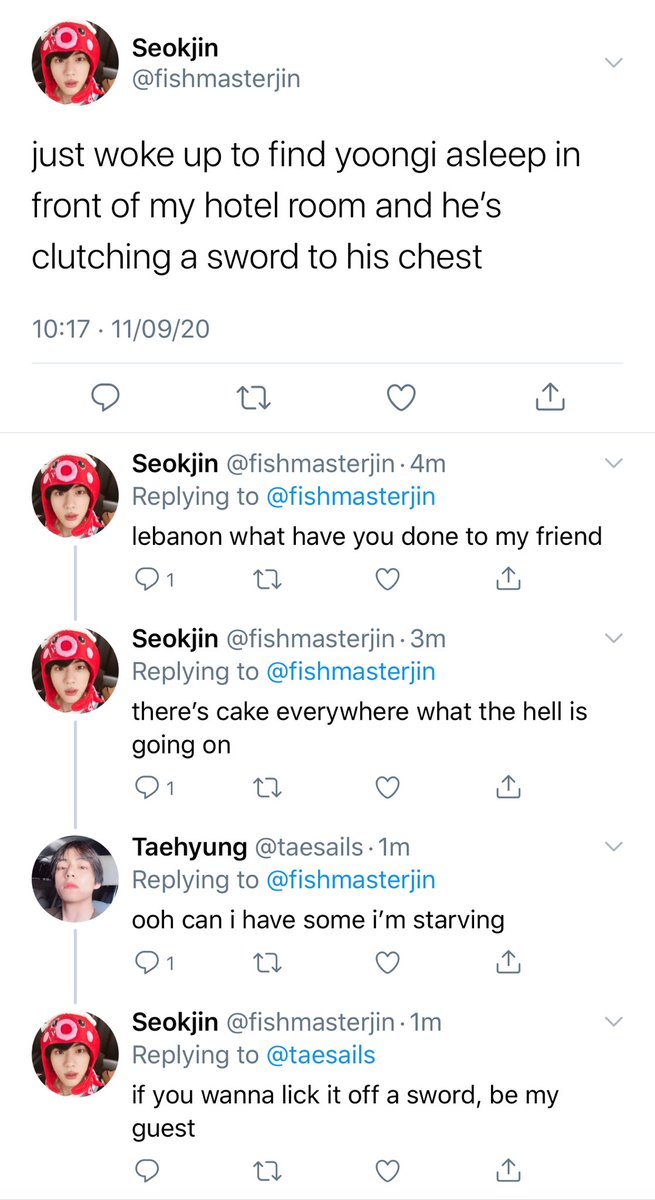 Seokjin
@fishmasterjin
just woke up to find yoongi asleep in
front of my hotel room and he’s
clutching a sword to his chest
10:17 · 11/09/20
Seokjin @fishmasterjin · 4m
Replying to @fishmasterjin
lebanon what have you done to my friend
1
Seokjin @fishmasterjin · 3m
Replying to @fishmasterjin
there’s cake everywhere what the hell is
going on
1
Taehyung @taesails · 1m
Replying to @fishmasterjin
ooh can i have some i’m starving
1
Seokjin @fishmasterjin · 1m
Replying to @taesails
if you wanna lick it off a sword, be my
guest